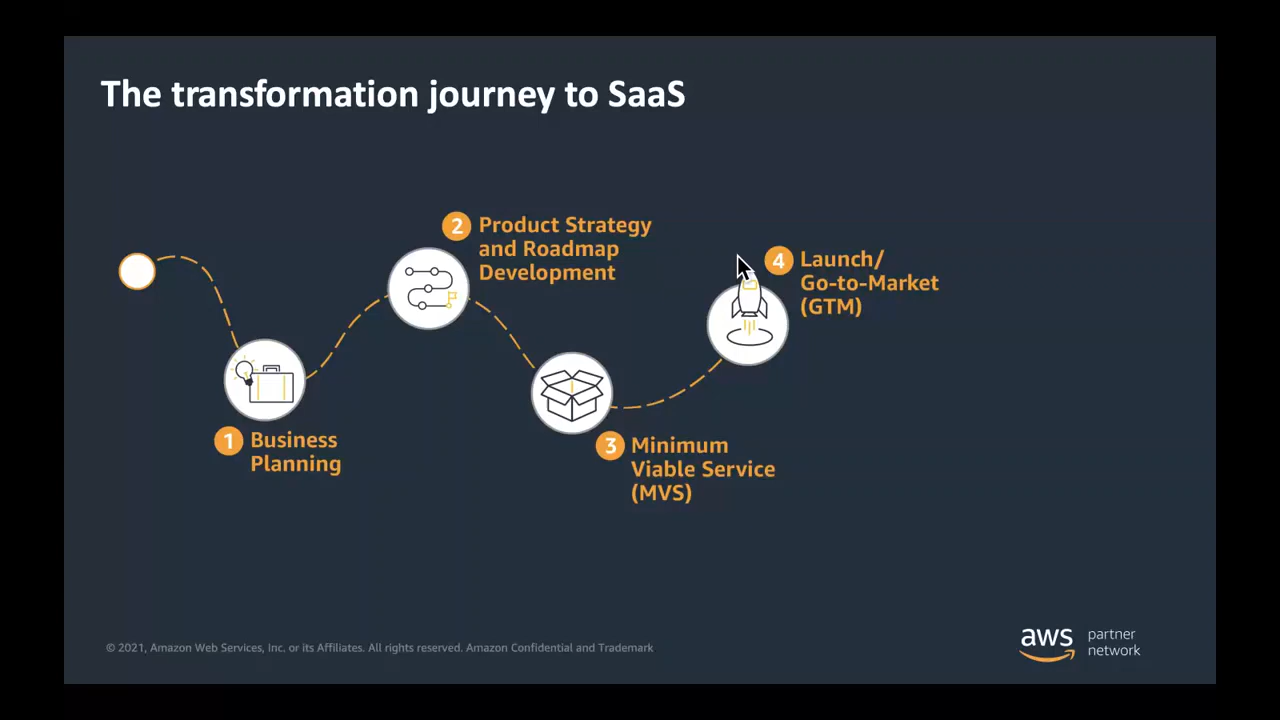 The transformation journey to SaaS
2 Product Strategy
and Roadmap
Development
4 Launch/
Go-to-Market
(GTM)
1 Business
Planning
3 Minimum
Viable Service
(MVS)
© 2021, Amazon Web Services, Inc. or its Affiliates. All rights reserved. Amazon Confidential and Trademark
aws partner
network